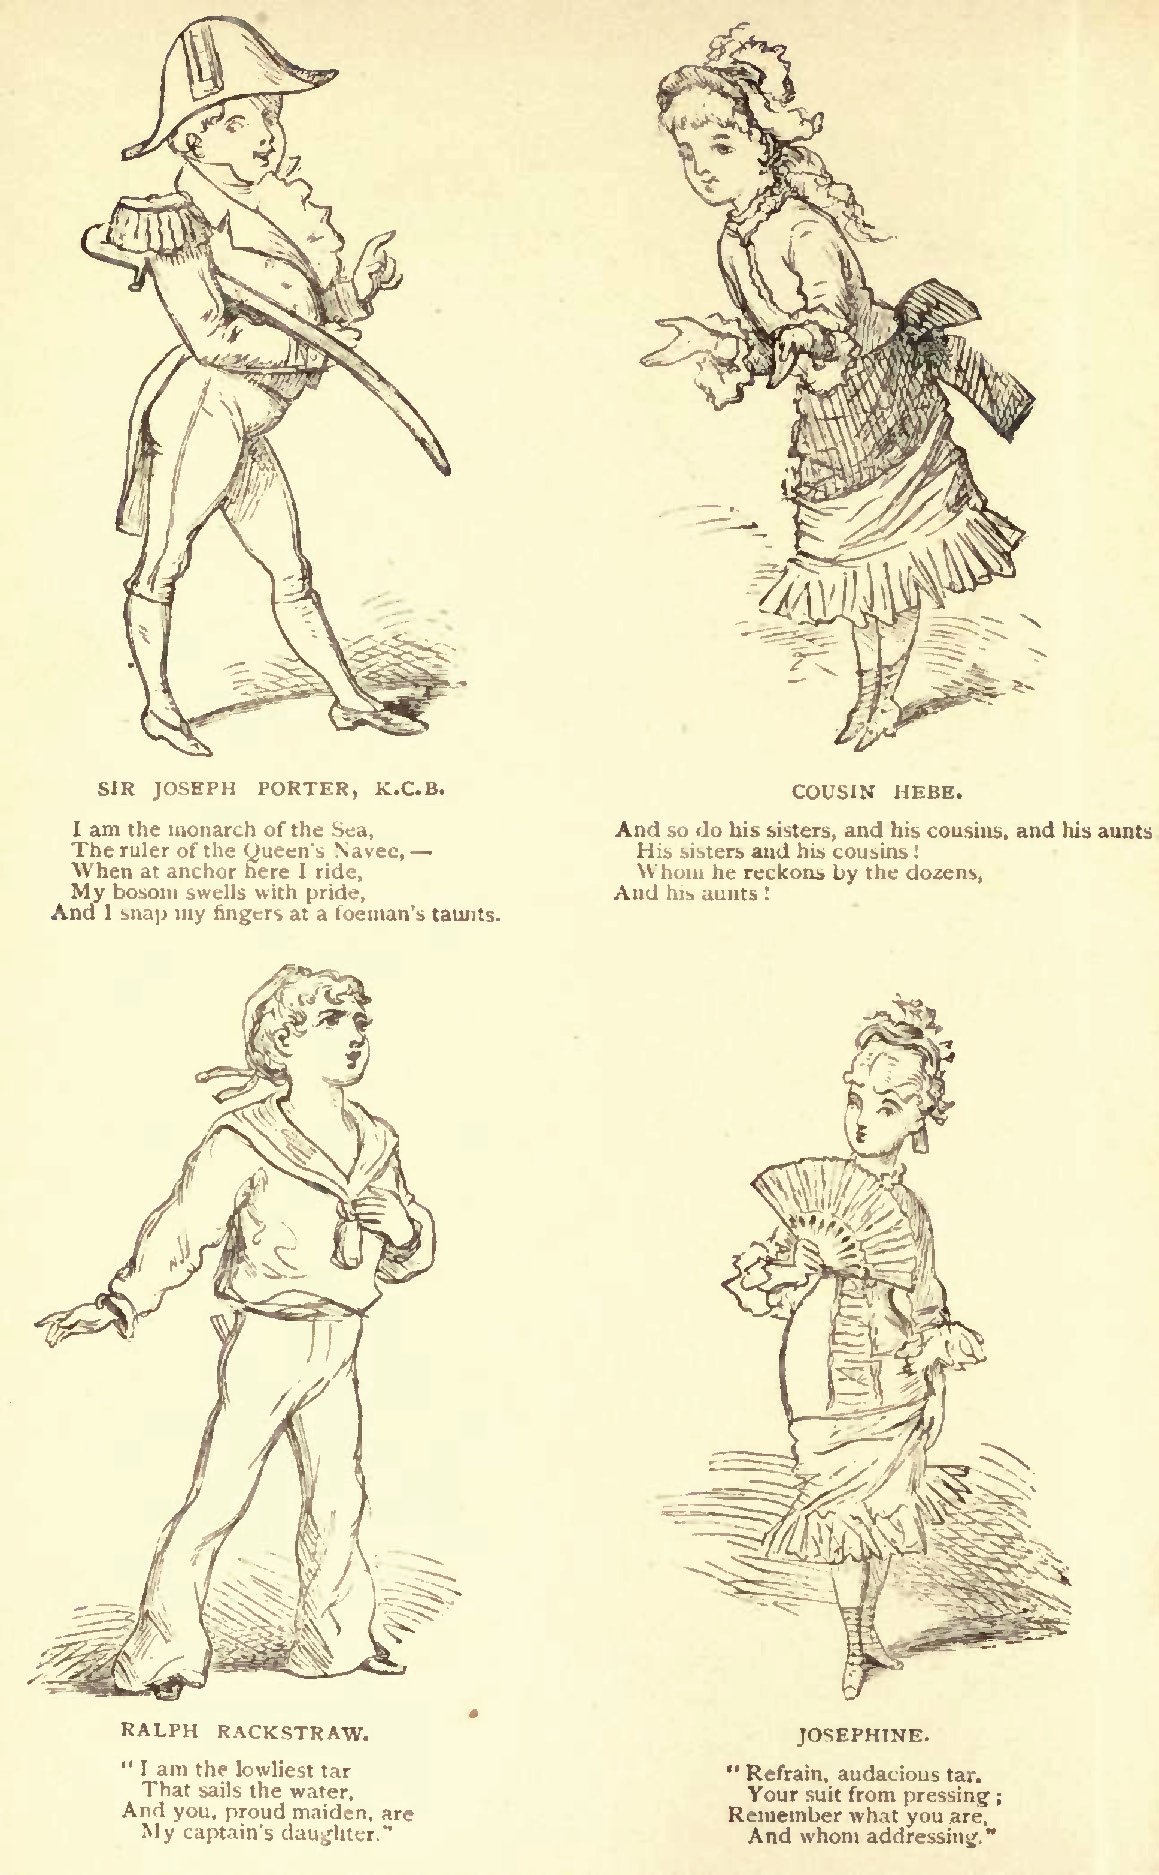 SIR JOSEPH PORTER, K.C.B.
I am the monarch of the Sea,
The ruler of the Queen's Navee,—
When at anchor here I ride,
My bosom swells with pride,
And I snap my fingers at a foeman's taunts.
COUSIN HEBE.
And so do his sisters, and his cousins, and his aunts
His sisters and his cousins!
Whom he reckons by the dozens,
And his aunts!
RALPH RACKSTRAW.
"I am the lowliest tar
That sails the water,
And you, proud maiden, are
My captain's daughter."
JOSEPHINE.
"Refrain, audacious tar.
Your suit from pressing;
Remember what you are,
And whom addressing."